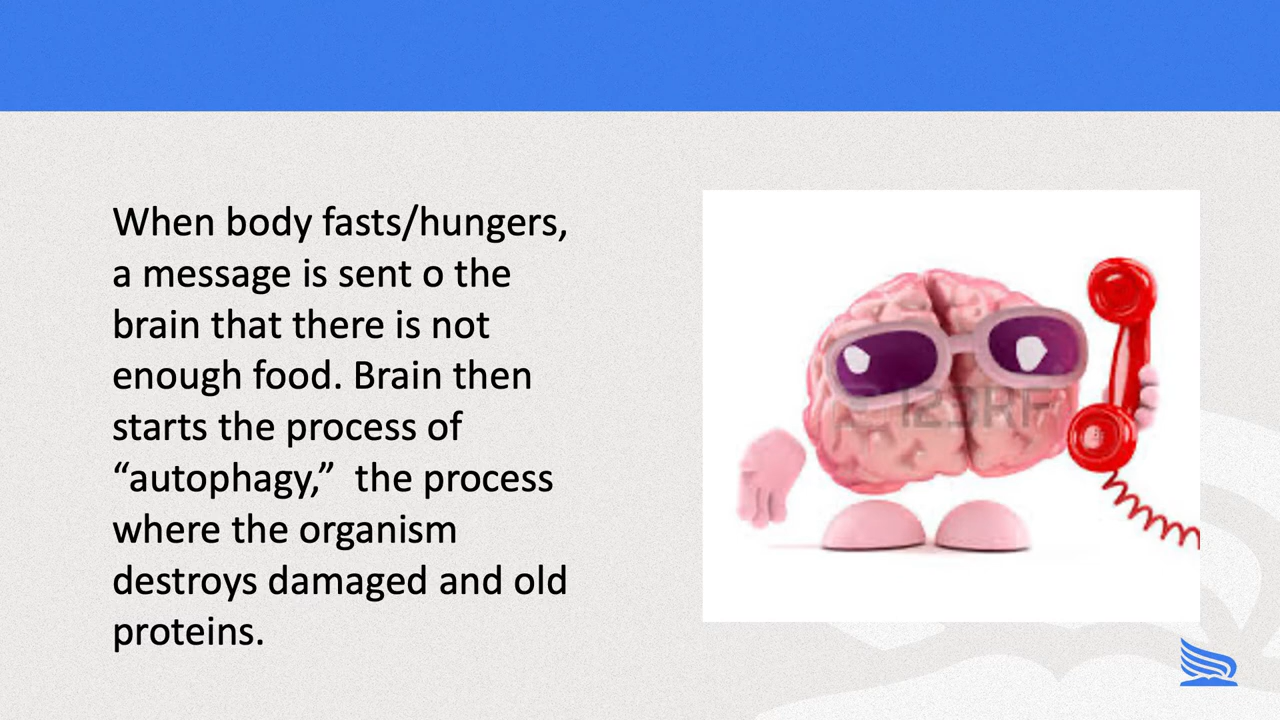 When body fasts/hungers,
a message is sent o the
brain that there is not
enough food. Brain then
starts the process of
“autophagy,”  the process
where the organism
destroys damaged and old
proteins.
123RF